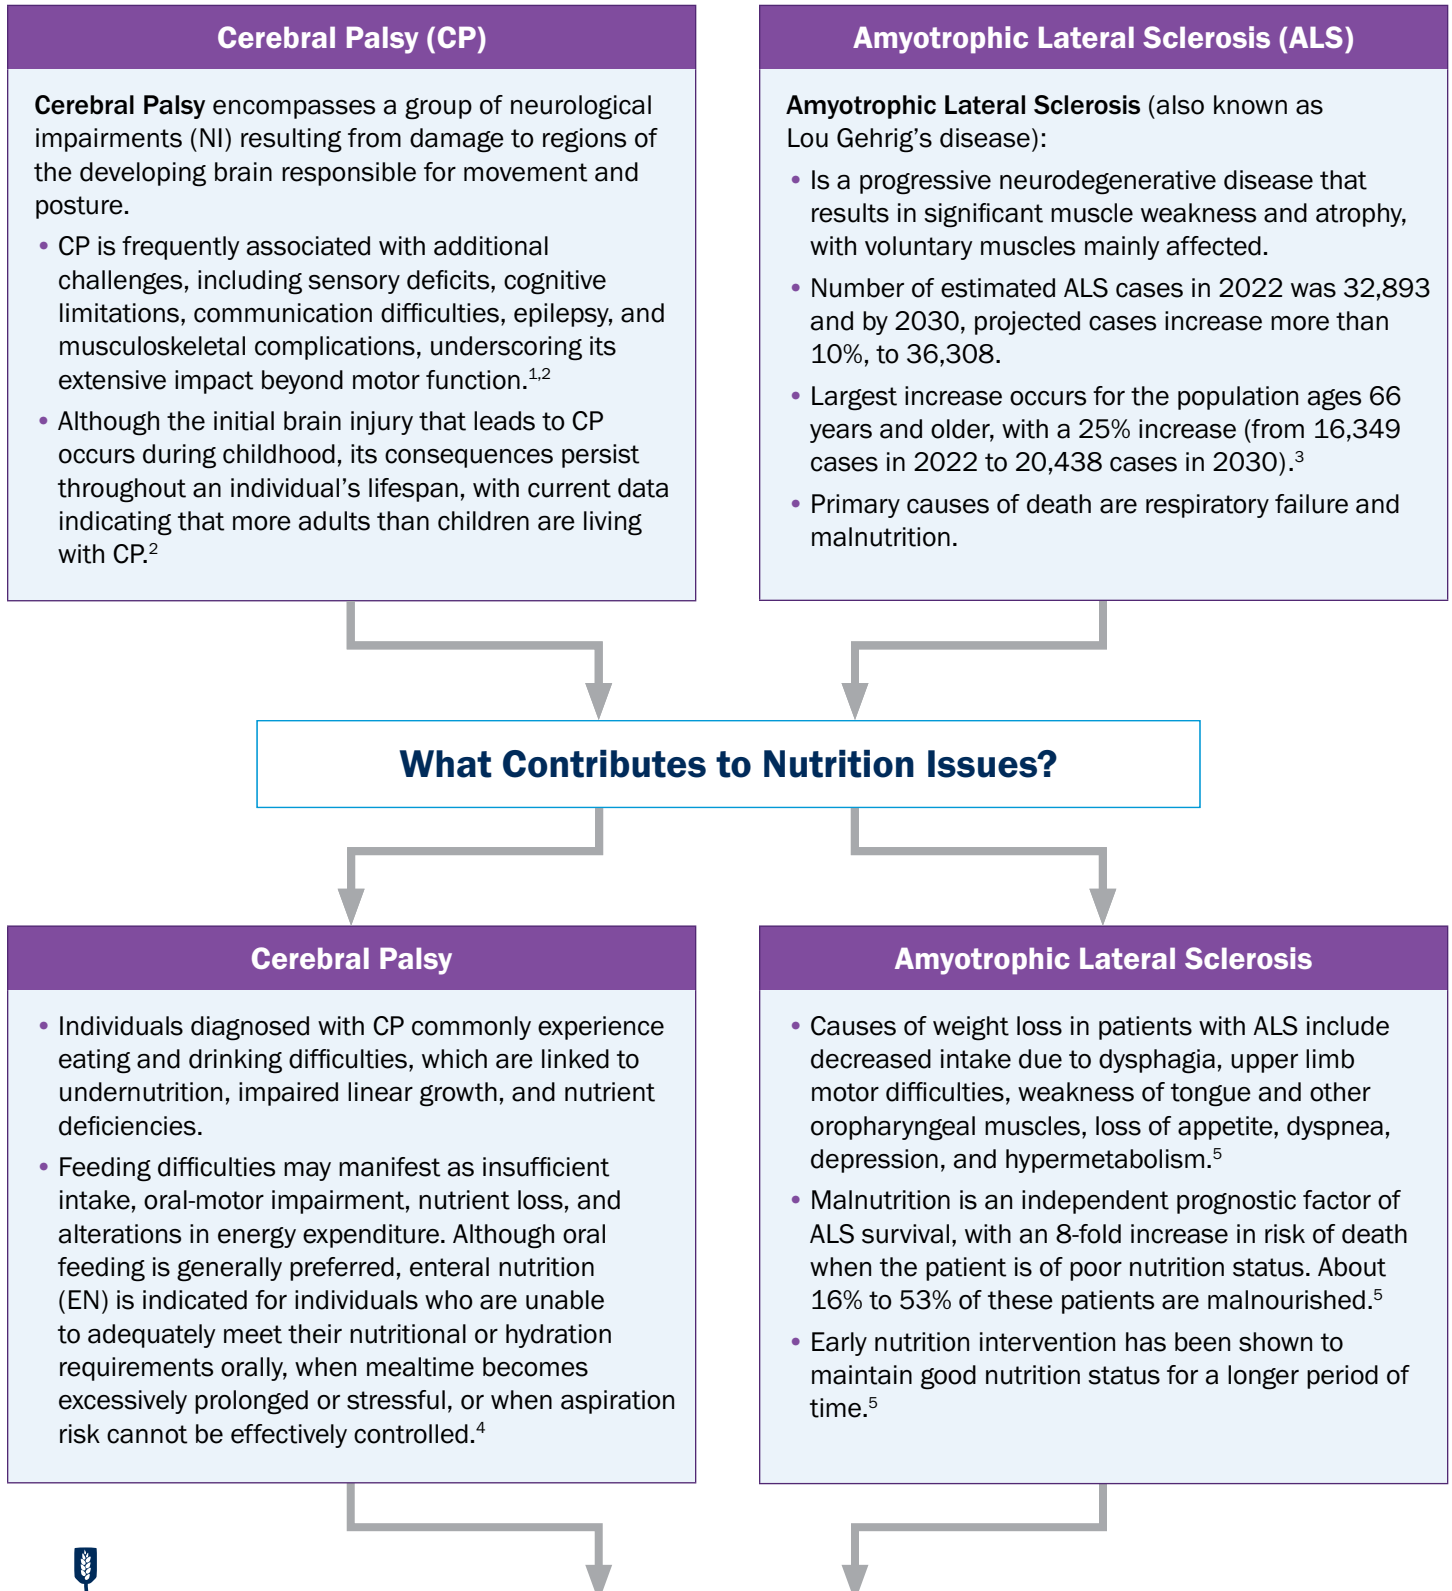 Cerebral Palsy (CP)
Cerebral Palsy encompasses a group of neurological
impairments (NI) resulting from damage to regions of
the developing brain responsible for movement and
posture.
• CP is frequently associated with additional
challenges, including sensory deficits, cognitive
limitations, communication difficulties, epilepsy, and
musculoskeletal complications, underscoring its
extensive impact beyond motor function.1,2
• Although the initial brain injury that leads to CP
occurs during childhood, its consequences persist
throughout an individual’s lifespan, with current data
indicating that more adults than children are living
with CP.2
Amyotrophic Lateral Sclerosis (ALS)
Amyotrophic Lateral Sclerosis (also known as
Lou Gehrig’s disease):
• Is a progressive neurodegenerative disease that
results in significant muscle weakness and atrophy,
with voluntary muscles mainly affected.
• Number of estimated ALS cases in 2022 was 32,893
and by 2030, projected cases increase more than
10%, to 36,308.
• Largest increase occurs for the population ages 66
years and older, with a 25% increase (from 16,349
cases in 2022 to 20,438 cases in 2030).3
• Primary causes of death are respiratory failure and
malnutrition.
What Contributes to Nutrition Issues?
Cerebral Palsy
• Individuals diagnosed with CP commonly experience
eating and drinking difficulties, which are linked to
undernutrition, impaired linear growth, and nutrient
deficiencies.
• Feeding difficulties may manifest as insufficient
intake, oral-motor impairment, nutrient loss, and
alterations in energy expenditure. Although oral
feeding is generally preferred, enteral nutrition
(EN) is indicated for individuals who are unable
to adequately meet their nutritional or hydration
requirements orally, when mealtime becomes
excessively prolonged or stressful, or when aspiration
risk cannot be effectively controlled.4
Amyotrophic Lateral Sclerosis
• Causes of weight loss in patients with ALS include
decreased intake due to dysphagia, upper limb
motor difficulties, weakness of tongue and other
oropharyngeal muscles, loss of appetite, dyspnea,
depression, and hypermetabolism.5
• Malnutrition is an independent prognostic factor of
ALS survival, with an 8-fold increase in risk of death
when the patient is of poor nutrition status. About
16% to 53% of these patients are malnourished.5
• Early nutrition intervention has been shown to
maintain good nutrition status for a longer period of
time.5